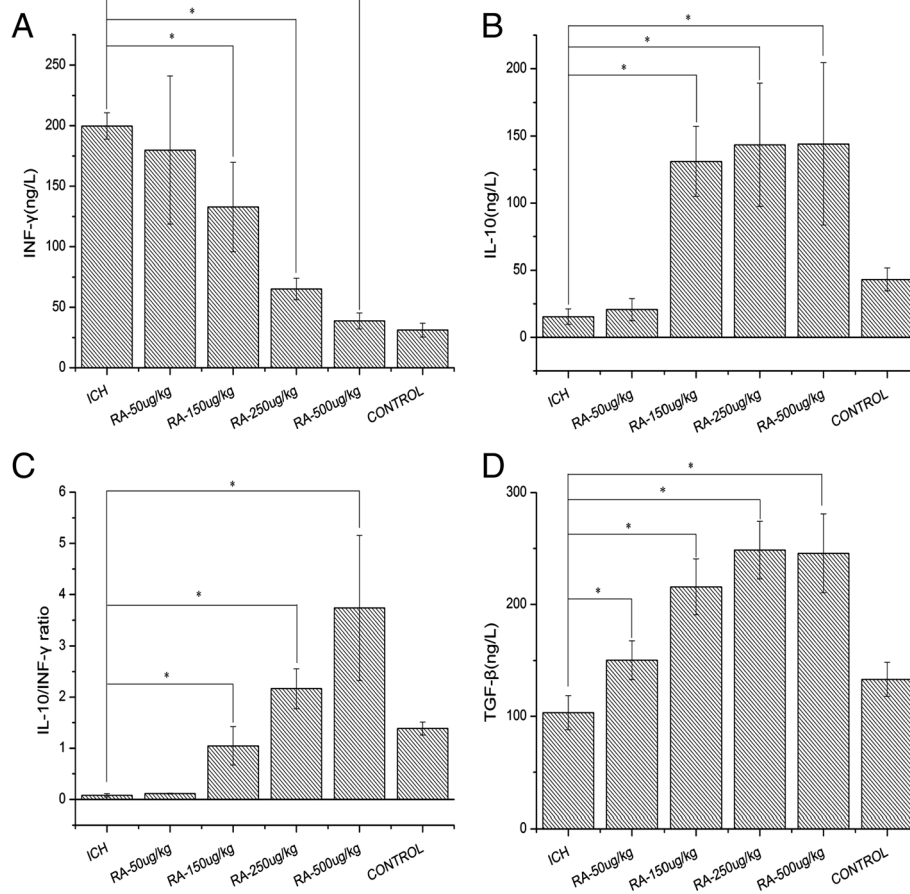 A
*
*
INF-γ(ng/L)
250
200
150
100
50
0
ICH
RA-50ug/kg
RA-150ug/kg
RA-250ug/kg
RA-500ug/kg
CONTROL
B
*
*
*
IL-10(ng/L)
200
150
100
50
0
ICH
RA-50ug/kg
RA-150ug/kg
RA-250ug/kg
RA-500ug/kg
CONTROL
C
*
*
*
IL-10/INF-γ ratio
6
5
4
3
2
1
0
ICH
RA-50ug/kg
RA-150ug/kg
RA-250ug/kg
RA-500ug/kg
CONTROL
D
*
*
*
*
TGF-β(ng/L)
300
200
100
0
ICH
RA-50ug/kg
RA-150ug/kg
RA-250ug/kg
RA-500ug/kg
CONTROL